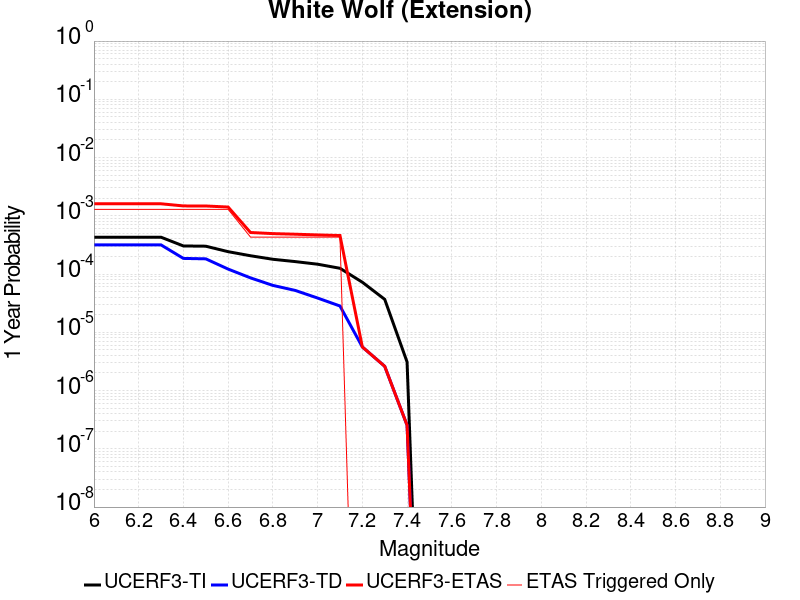 White Wolf (Extension)
1 Year Probability
10^0
10^-1
10^-2
10^-3
10^-4
10^-5
10^-6
10^-7
10^-8
6 6.2 6.4 6.6 6.8 7 7.2 7.4 7.6 7.8 8 8.2 8.4 8.6 8.8 9
Magnitude
UCERF3-TI UCERF3-TD UCERF3-ETAS ETAS Triggered Only